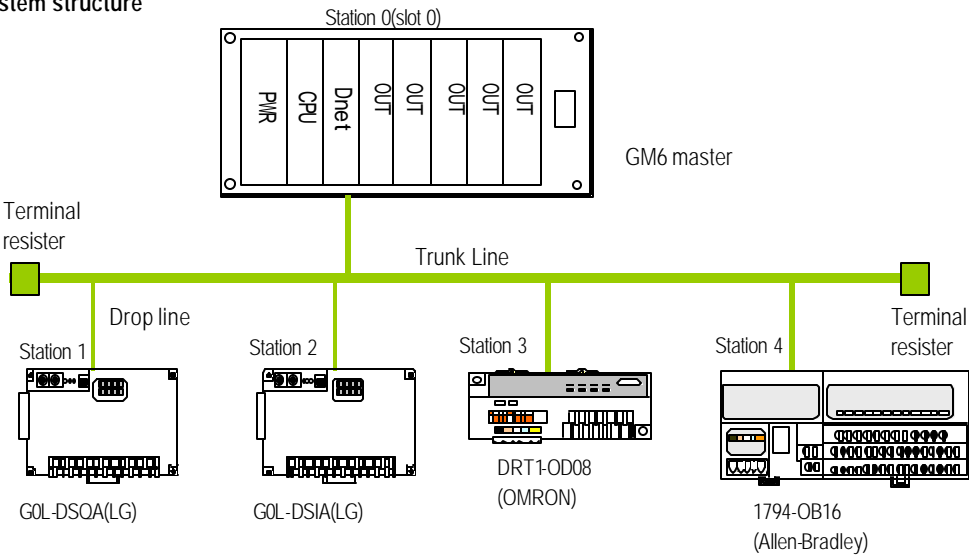 stem structure
Station 0(slot 0)
PWR
CPU
Dnet
OUT
OUT
OUT
OUT
OUT
GM6 master
Terminal
resister
Trunk Line
Drop line
Terminal
resister
Station 1
Station 2
Station 3
Station 4
G0L-DSQA(LG)
G0L-DSIA(LG)
DRT1-OD08
(OMRON)
1794-OB16
(Allen-Bradley)